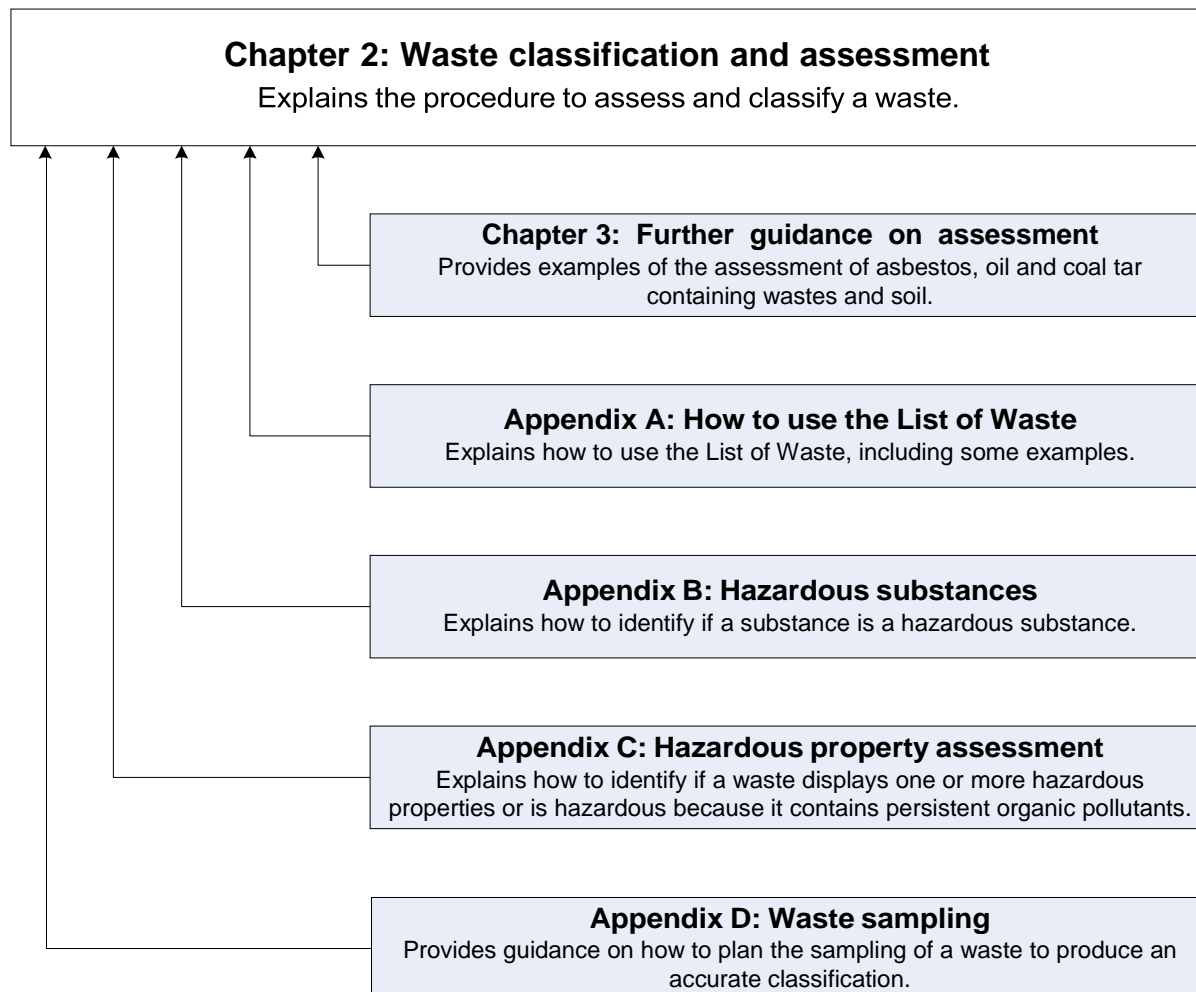 Chapter 2: Waste classification and assessment
Explains the procedure to assess and classify a waste.
Chapter 3: Further guidance on assessment
Provides examples of the assessment of asbestos, oil and coal tar
containing wastes and soil.
Appendix A: How to use the List of Waste
Explains how to use the List of Waste, including some examples.
Appendix B: Hazardous substances
Explains how to identify if a substance is a hazardous substance.
Appendix C: Hazardous property assessment
Explains how to identify if a waste displays one or more hazardous
properties or is hazardous because it contains persistent organic pollutants.
Appendix D: Waste sampling
Provides guidance on how to plan the sampling of a waste to produce an
accurate classification.